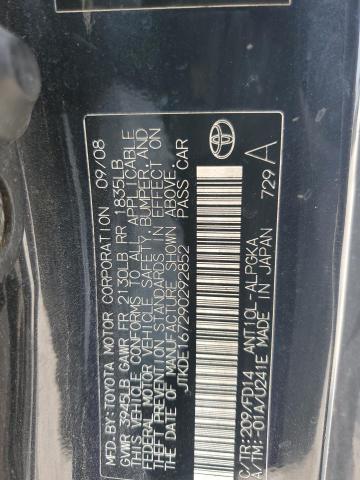 MFD.BY:TOYOTA MOTOR CORPORATION 09/08
GVWR 3945LB GAWR FR 2130LB RR 1835LB
THIS VEHICLE CONFORMS TO ALL APPLICABLE
FEDERAL MOTOR VEHICLE SAFETY, BUMPER, AND
THEFT PREVENTION STANDARDS IN EFFECT ON
THE DATE OF MANUFACTURE SHOWN ABOVE.
JTKDE167290292852 PASS CAR
TOYOTA
C/TR:209/FD14 ANT10L-ALPGKA
A/TM:-01A/U241E MADE IN JAPAN 729 A